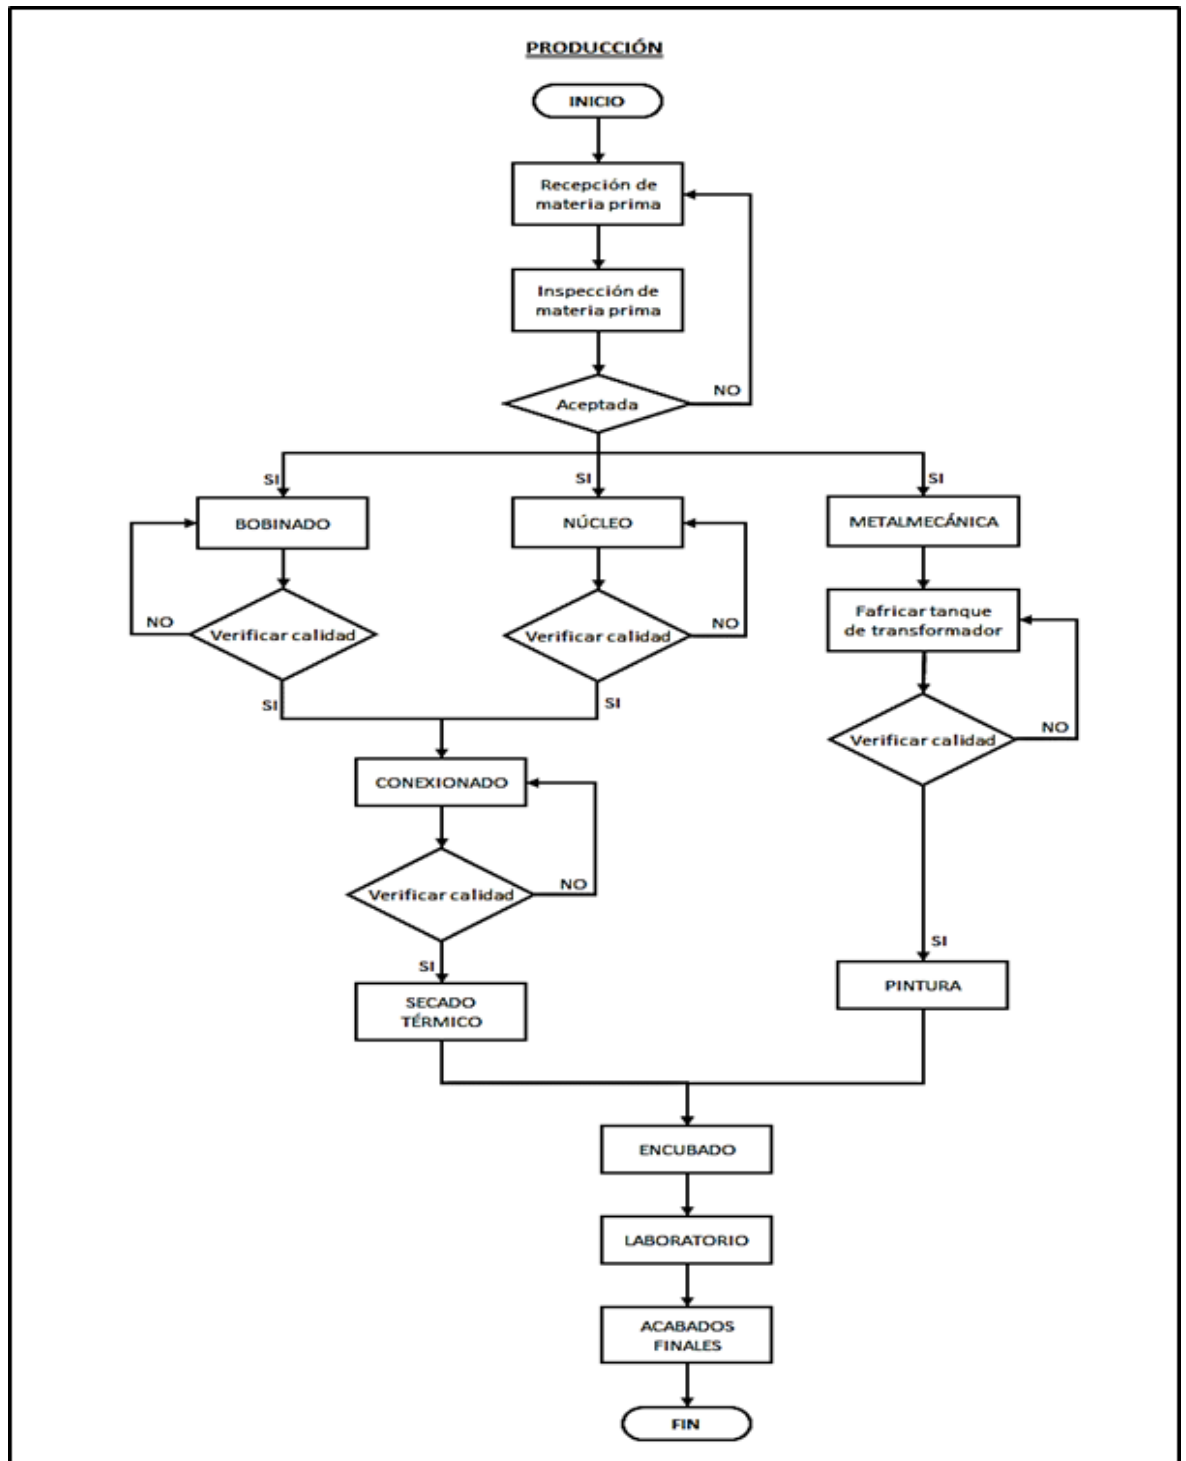 PRODUCCIÓN
INICIO
Recepción de
materia prima
Inspección de
materia prima
NO
Aceptada
SI
SI
SI
BOBINADO
NÚCLEO
METALMECÁNICA
Fafricar tanque
de transformador
NO
Verificar calidad
NO
Verificar calidad
SI
SI
NO
Verificar calidad
CONEXIONADO
NO
Verificar calidad
SI
SI
PINTURA
SECADO
TÉRMICO
ENCUBADO
LABORATORIO
ACABADOS
FINALES
FIN